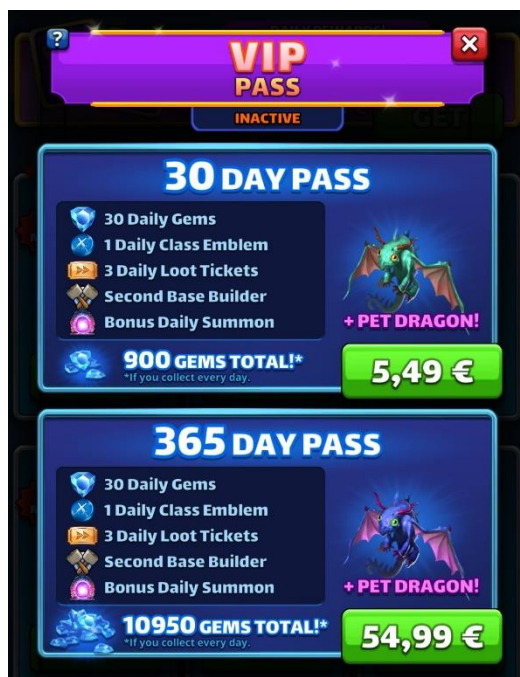 ?
VIP
PASS
INACTIVE
30 DAY PASS
30 Daily Gems
1 Daily Class Emblem
3 Daily Loot Tickets
Second Base Builder
Bonus Daily Summon
+ PET DRAGON!
900 GEMS TOTAL!*
*If you collect every day.
5,49 €
365 DAY PASS
30 Daily Gems
1 Daily Class Emblem
3 Daily Loot Tickets
Second Base Builder
Bonus Daily Summon
+ PET DRAGON!
10950 GEMS TOTAL!*
*If you collect every day.
54,99 €